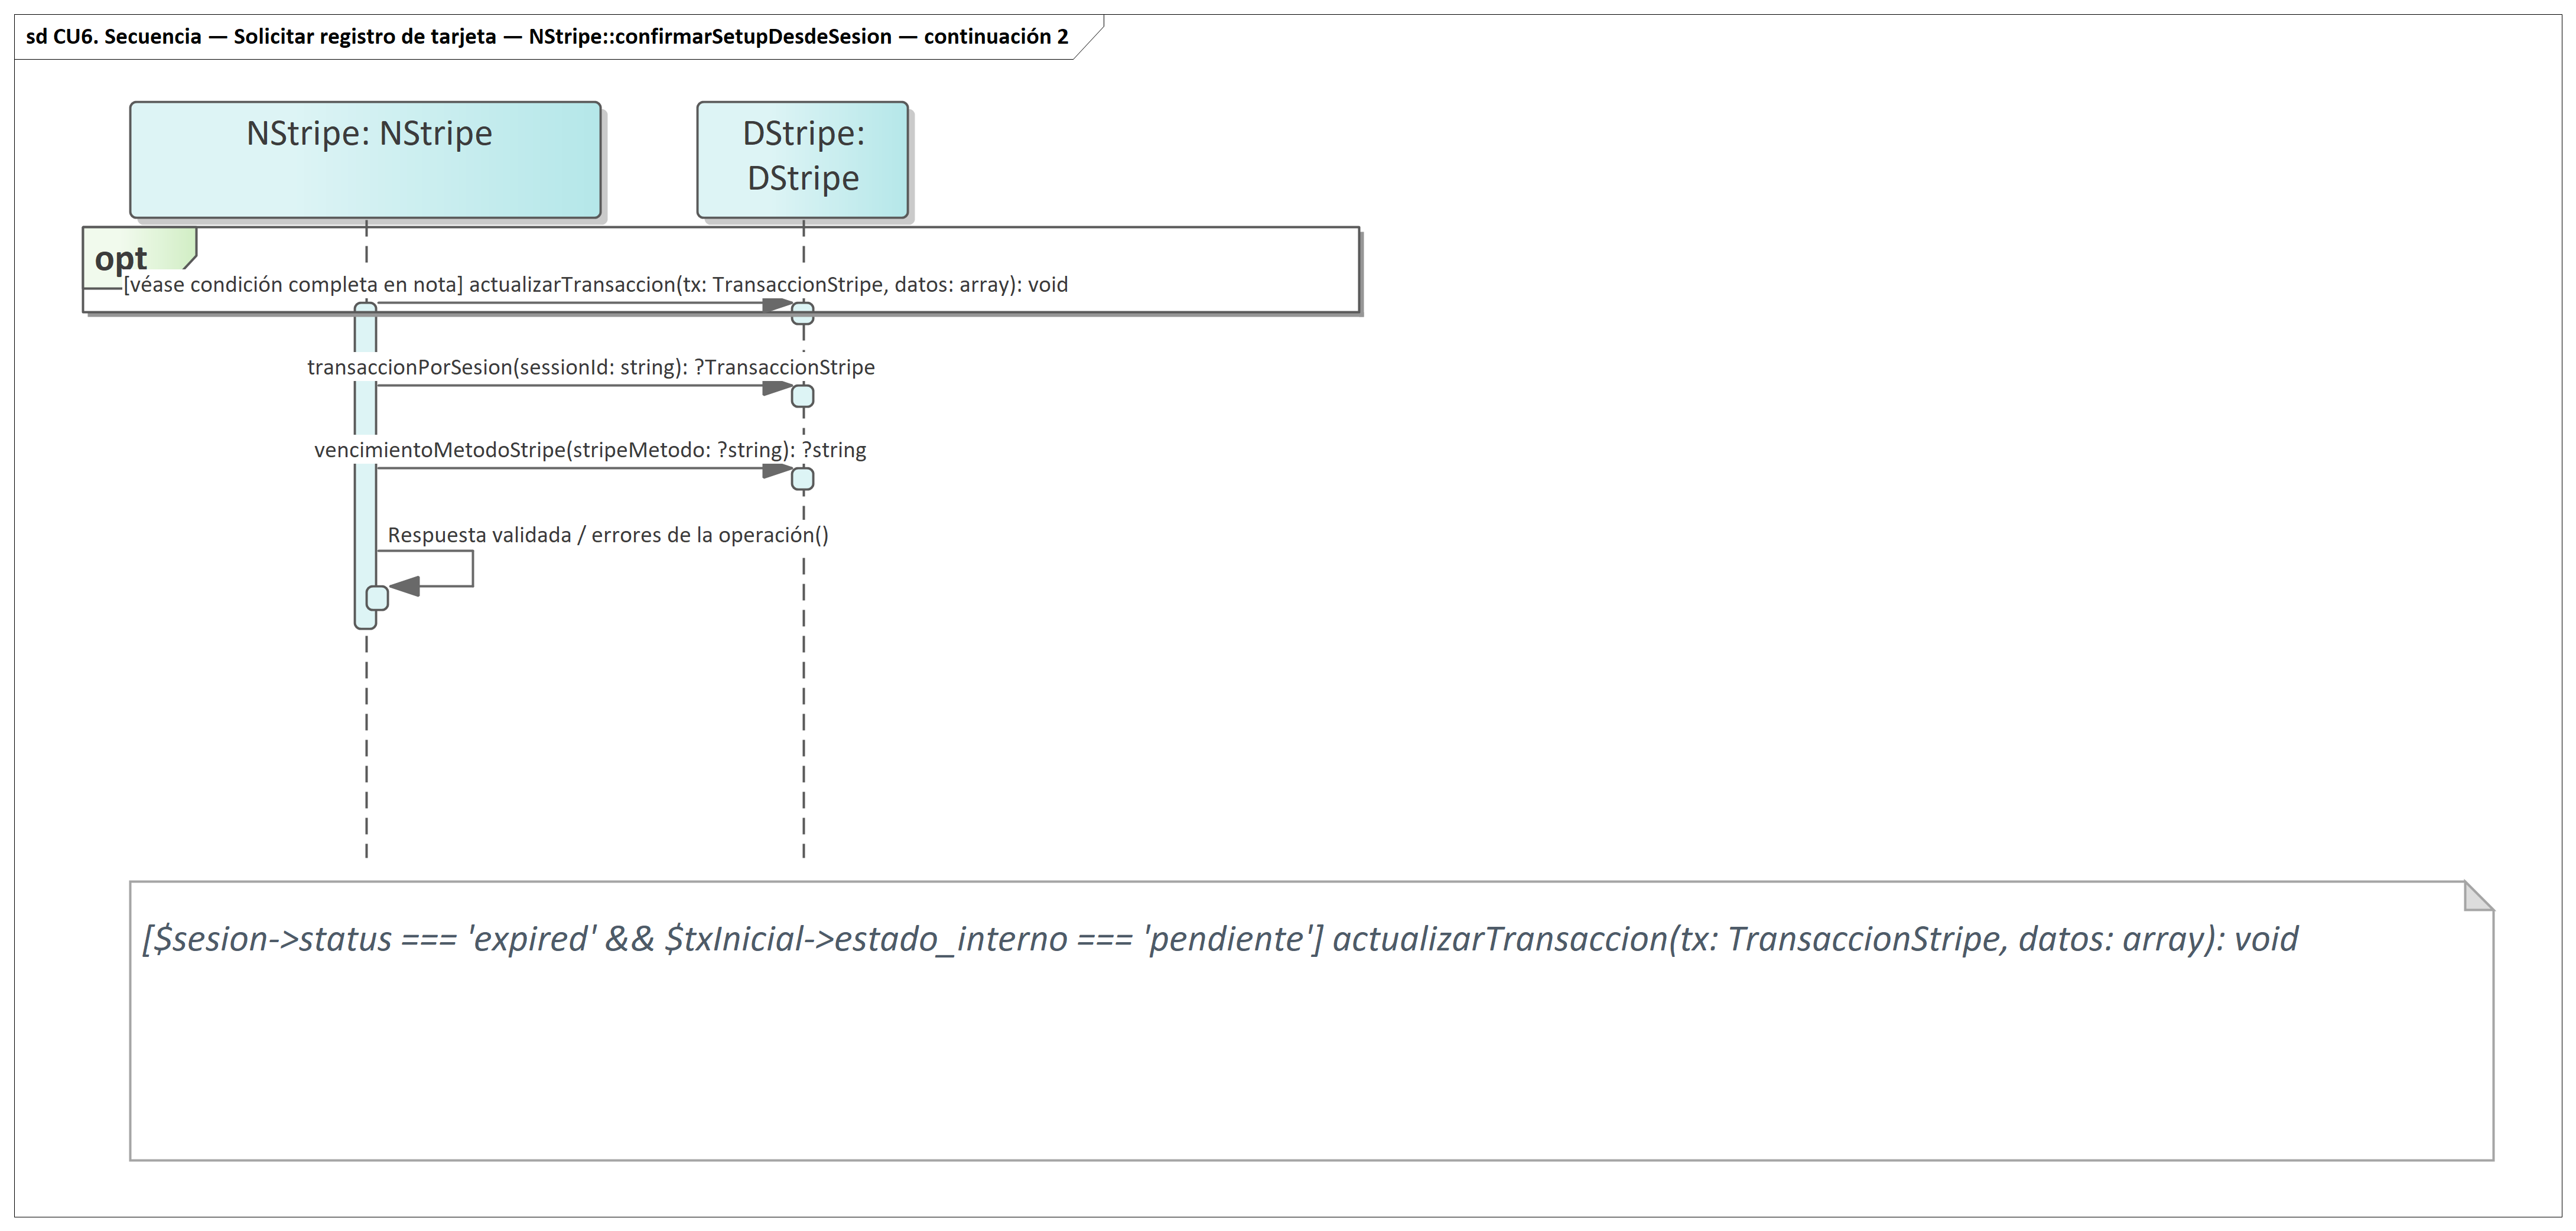 sd CU6. Secuencia — Solicitar registro de tarjeta — NStripe::confirmarSetupDesdeSesion — continuación 2
NStripe: NStripe
DStripe:
DStripe
opt
[véase condición completa en nota] actualizarTransaccion(tx: TransaccionStripe, datos: array): void
transaccionPorSesion(sessionId: string): ?TransaccionStripe
vencimientoMetodoStripe(stripeMetodo: ?string): ?string
Respuesta validada / errores de la operación()
[$sesion->status === 'expired' && $txInicial->estado_interno === 'pendiente'] actualizarTransaccion(tx: TransaccionStripe, datos: array): void